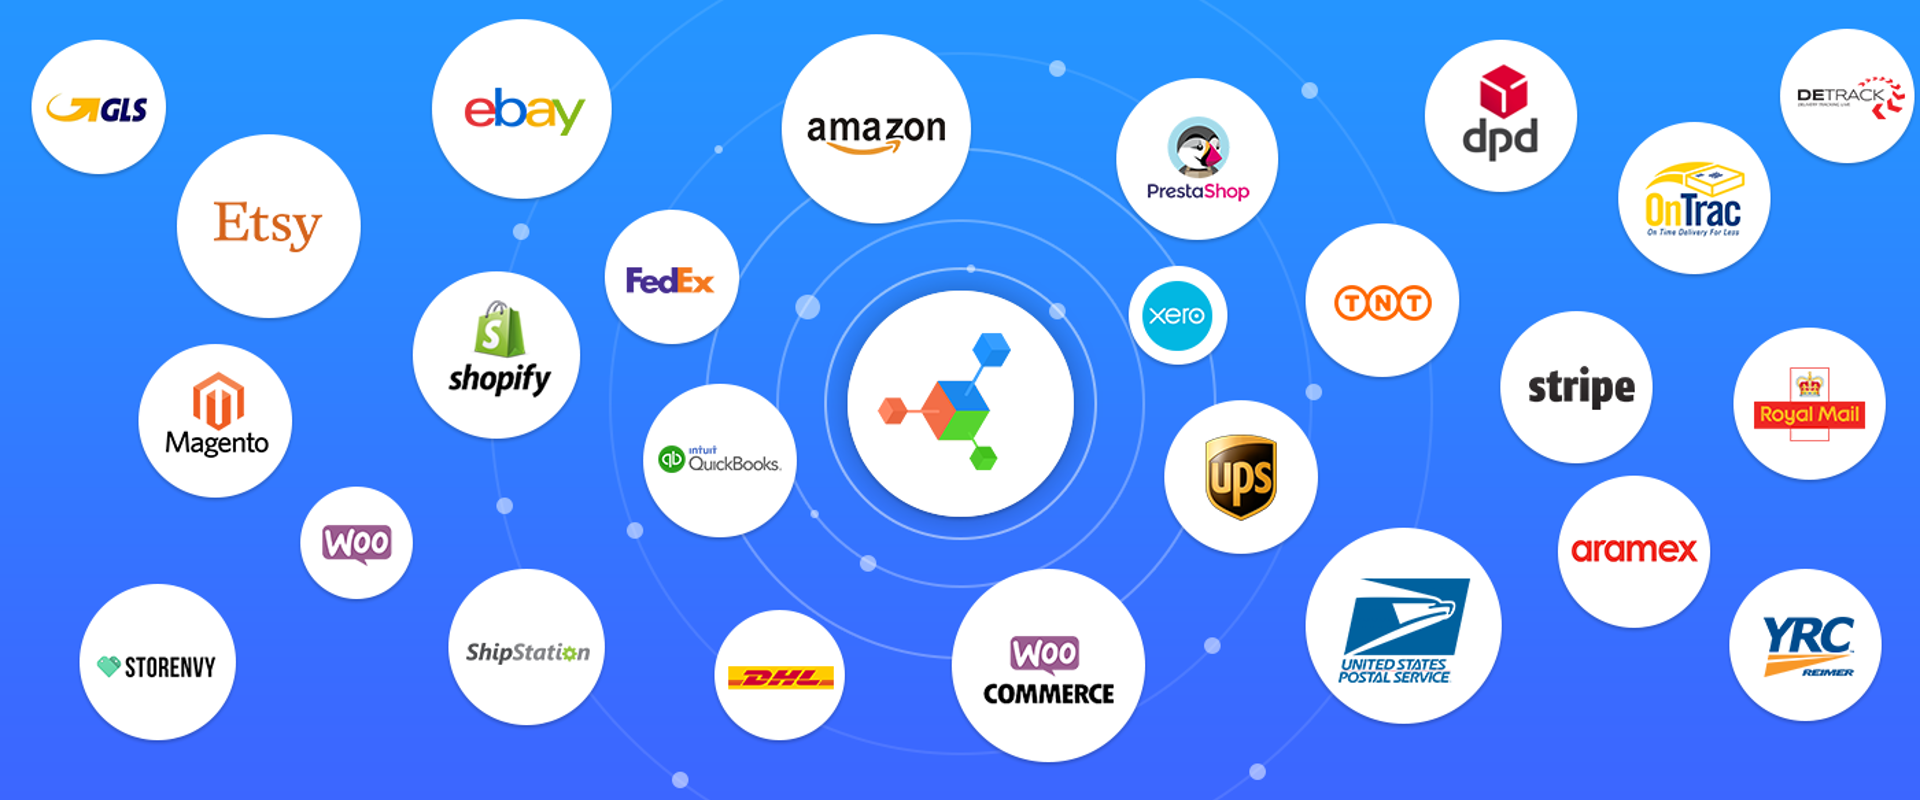 GLS
ebay
amazon
PrestaShop
dpd
DETRACK
Etsy
OnTrac
On Time Delivery For Less
FedEx
xero
TNT
shopify
stripe
Royal Mail
Magento
intuit
qb QuickBooks.
ups
WOO
aramex
STORENVY
ShipStation
DHL
WOO
COMMERCE
UNITED STATES
POSTAL SERVICE
YRC
REIMER